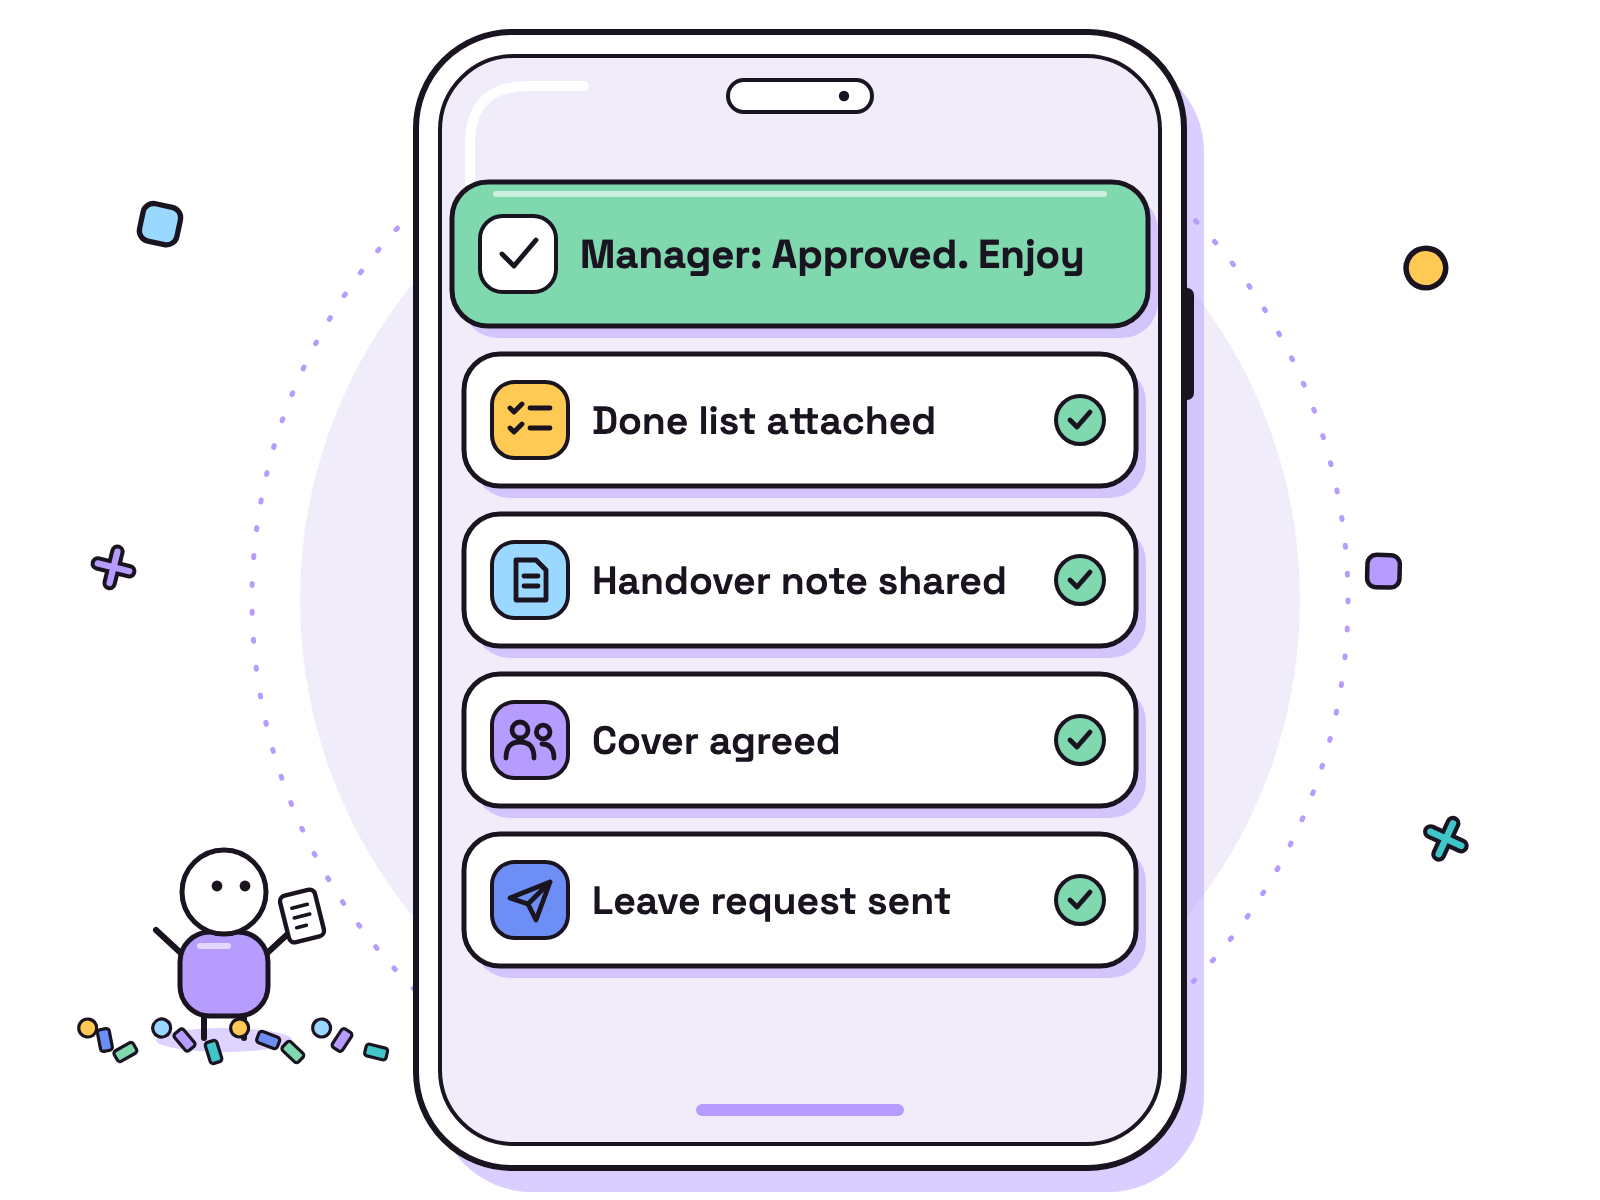 Manager: Approved. Enjoy
Done list attached
Handover note shared
Cover agreed
Leave request sent